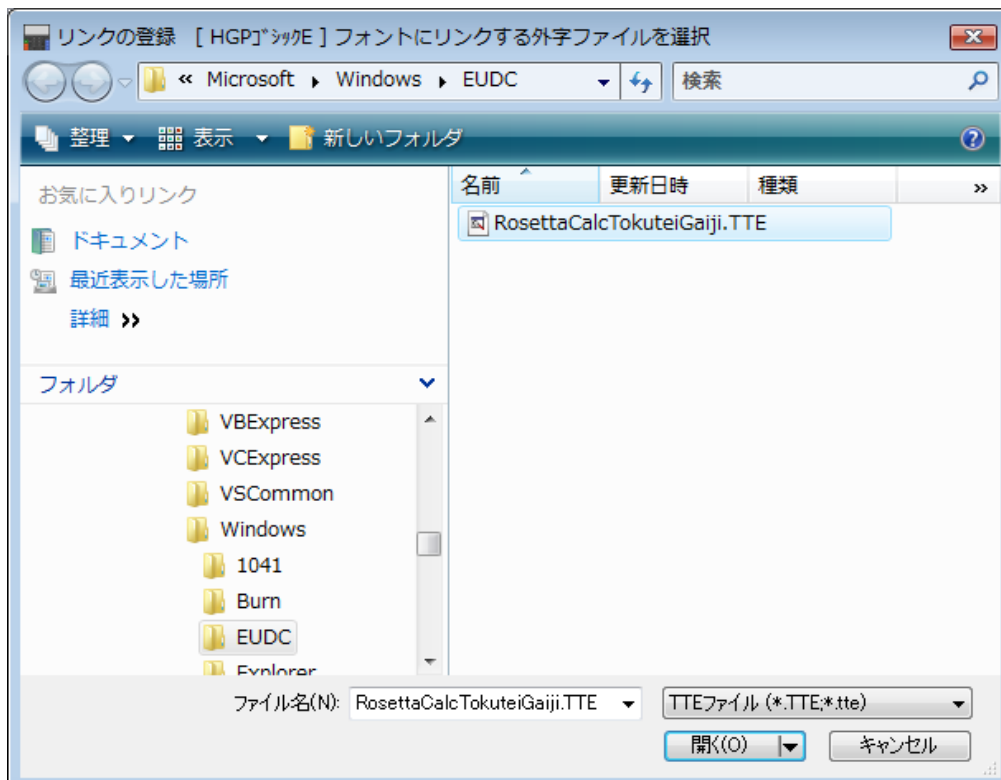 リンクの登録 [ HGPｺﾞｼｯｸE ] フォントにリンクする外字ファイルを選択
« Microsoft ▸ Windows ▸ EUDC 検索
整理 表示 新しいフォルダ
お気に入りリンク
ドキュメント
最近表示した場所
詳細 »
フォルダ
VBExpress
VCExpress
VSCommon
Windows
1041
Burn
EUDC
Explorer
名前 更新日時 種類 »
RosettaCalcTokuteiGaiji.TTE
ファイル名(N): RosettaCalcTokuteiGaiji.TTE TTEファイル (*.TTE;*.tte)
開く(O) キャンセル